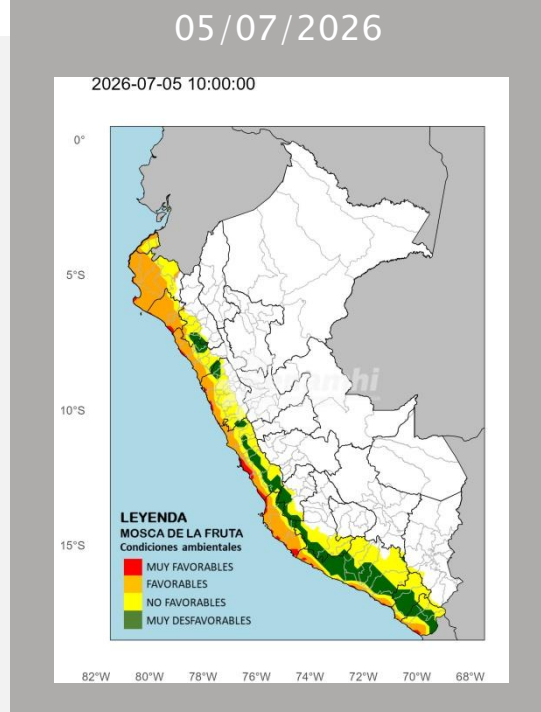 05/07/2026
2026-07-05 10:00:00
0°
5°S
10°S
15°S
LEYENDA
MOSCA DE LA FRUTA
Condiciones ambientales
MUY FAVORABLES
FAVORABLES
NO FAVORABLES
MUY DESFAVORABLES
82°W 80°W 78°W 76°W 74°W 72°W 70°W 68°W